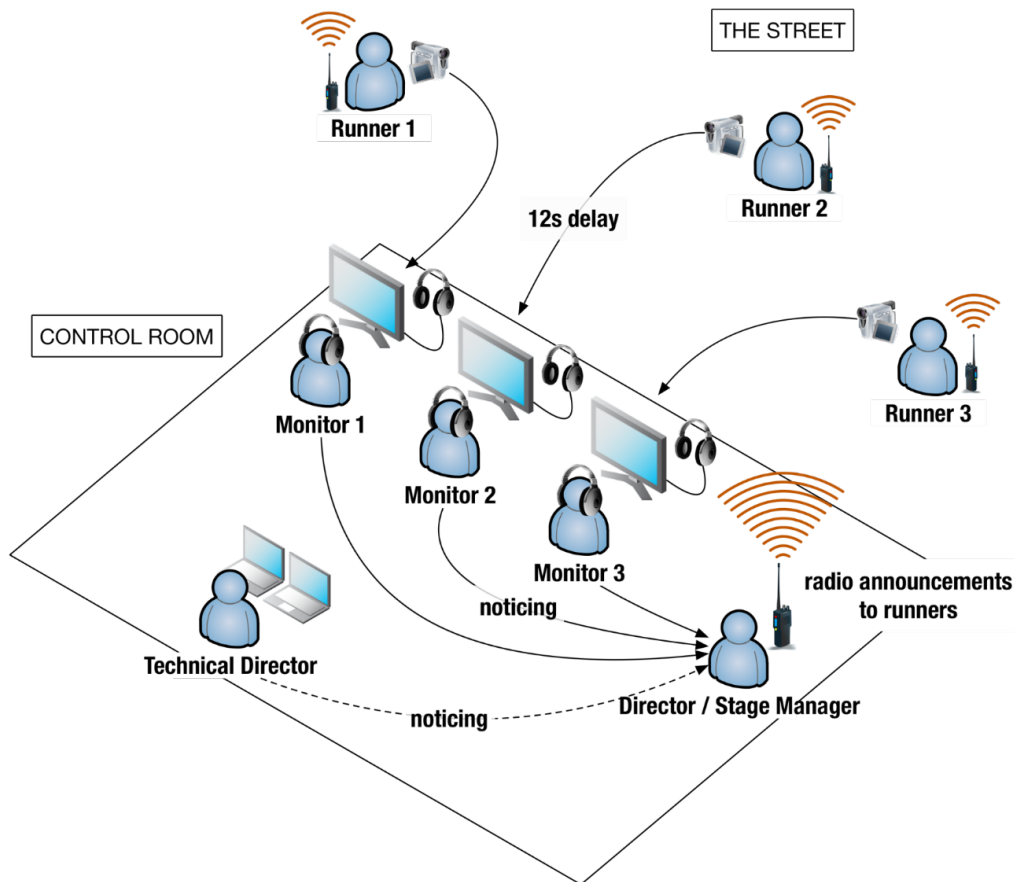 THE STREET
Runner 1
Runner 2
12s delay
CONTROL ROOM
Runner 3
Monitor 1
Monitor 2
Monitor 3
noticing
radio announcements
to runners
Technical Director
Director / Stage Manager
noticing